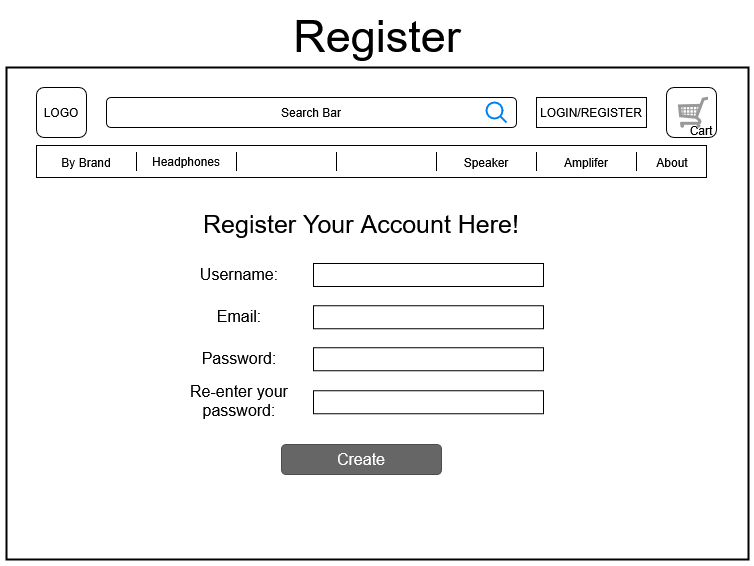 Register
LOGO
Search Bar
LOGIN/REGISTER
Cart
By Brand
Headphones
Speaker
Amplifer
About
Register Your Account Here!
Username:
Email:
Password:
Re-enter your
password:
Create